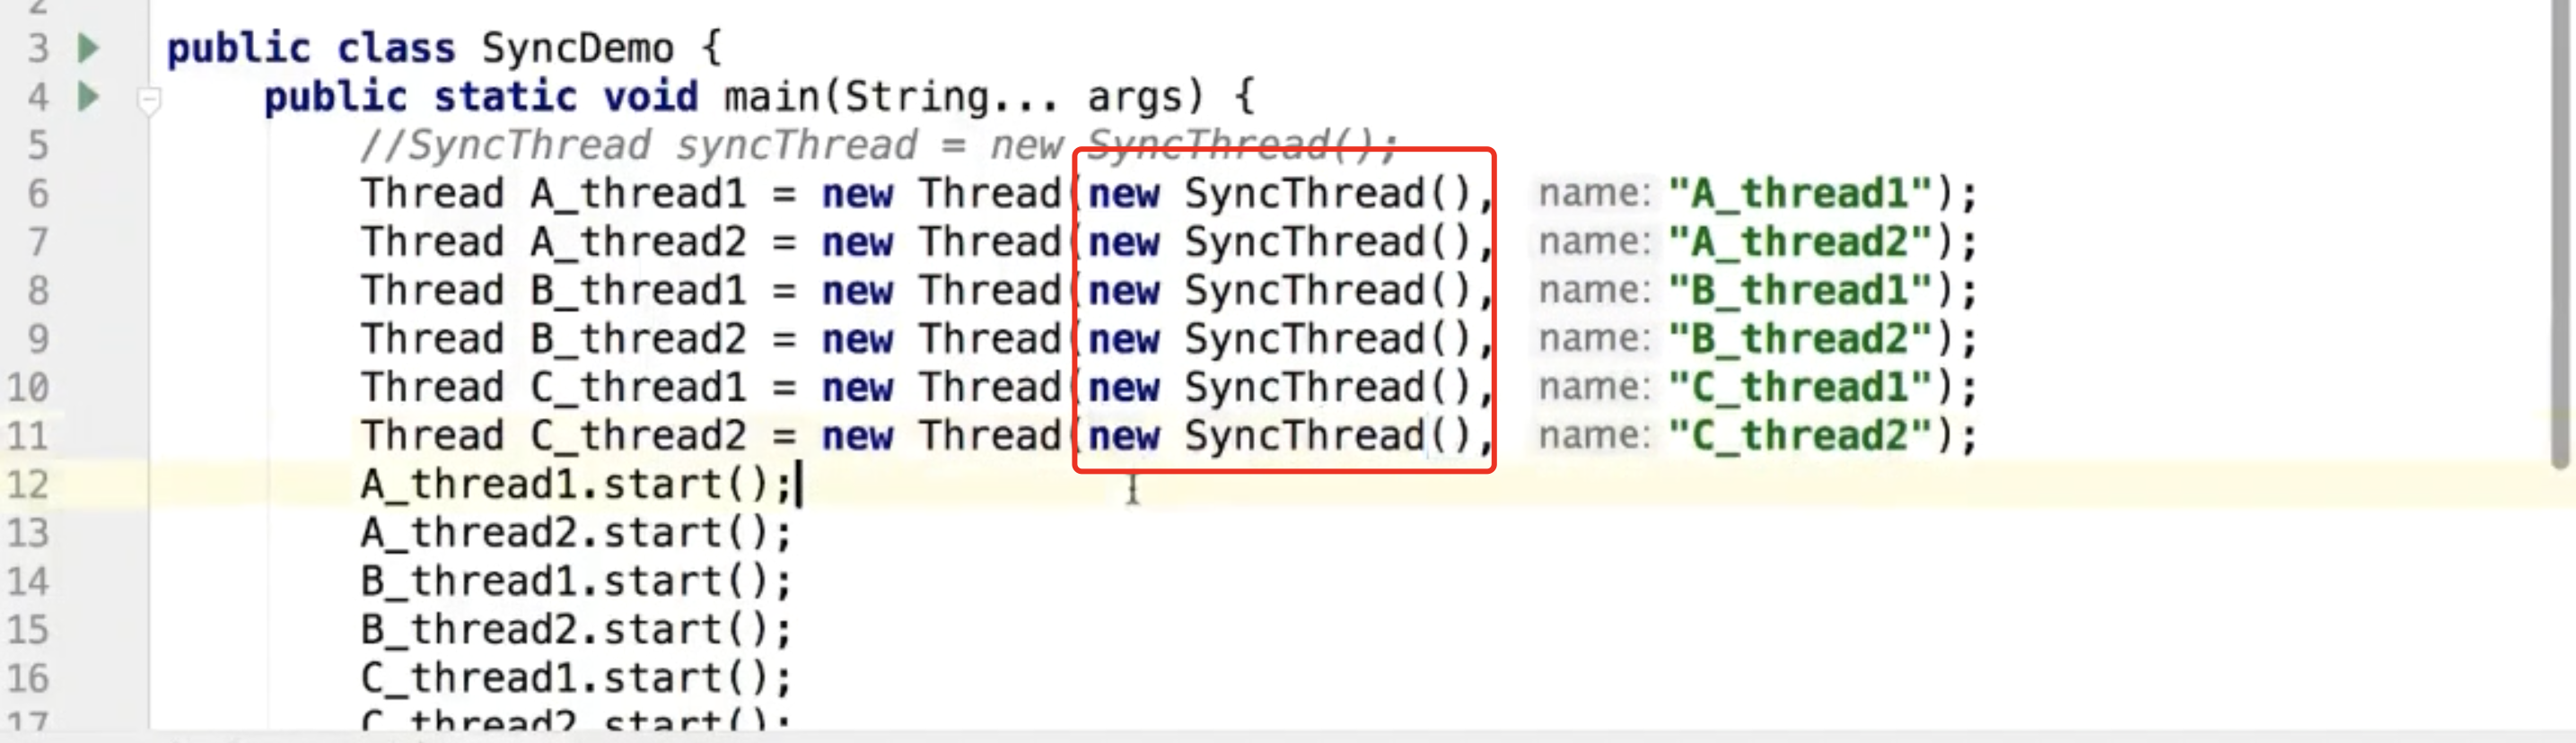 2
3 public class SyncDemo {
4 public static void main(String... args) {
5 //SyncThread syncThread = new SyncThread();
6 Thread A_thread1 = new Thread(new SyncThread(), name: "A_thread1");
7 Thread A_thread2 = new Thread(new SyncThread(), name: "A_thread2");
8 Thread B_thread1 = new Thread(new SyncThread(), name: "B_thread1");
9 Thread B_thread2 = new Thread(new SyncThread(), name: "B_thread2");
10 Thread C_thread1 = new Thread(new SyncThread(), name: "C_thread1");
11 Thread C_thread2 = new Thread(new SyncThread(), name: "C_thread2");
12 A_thread1.start();
13 A_thread2.start();
14 B_thread1.start();
15 B_thread2.start();
16 C_thread1.start();
17 C_thread2.start();